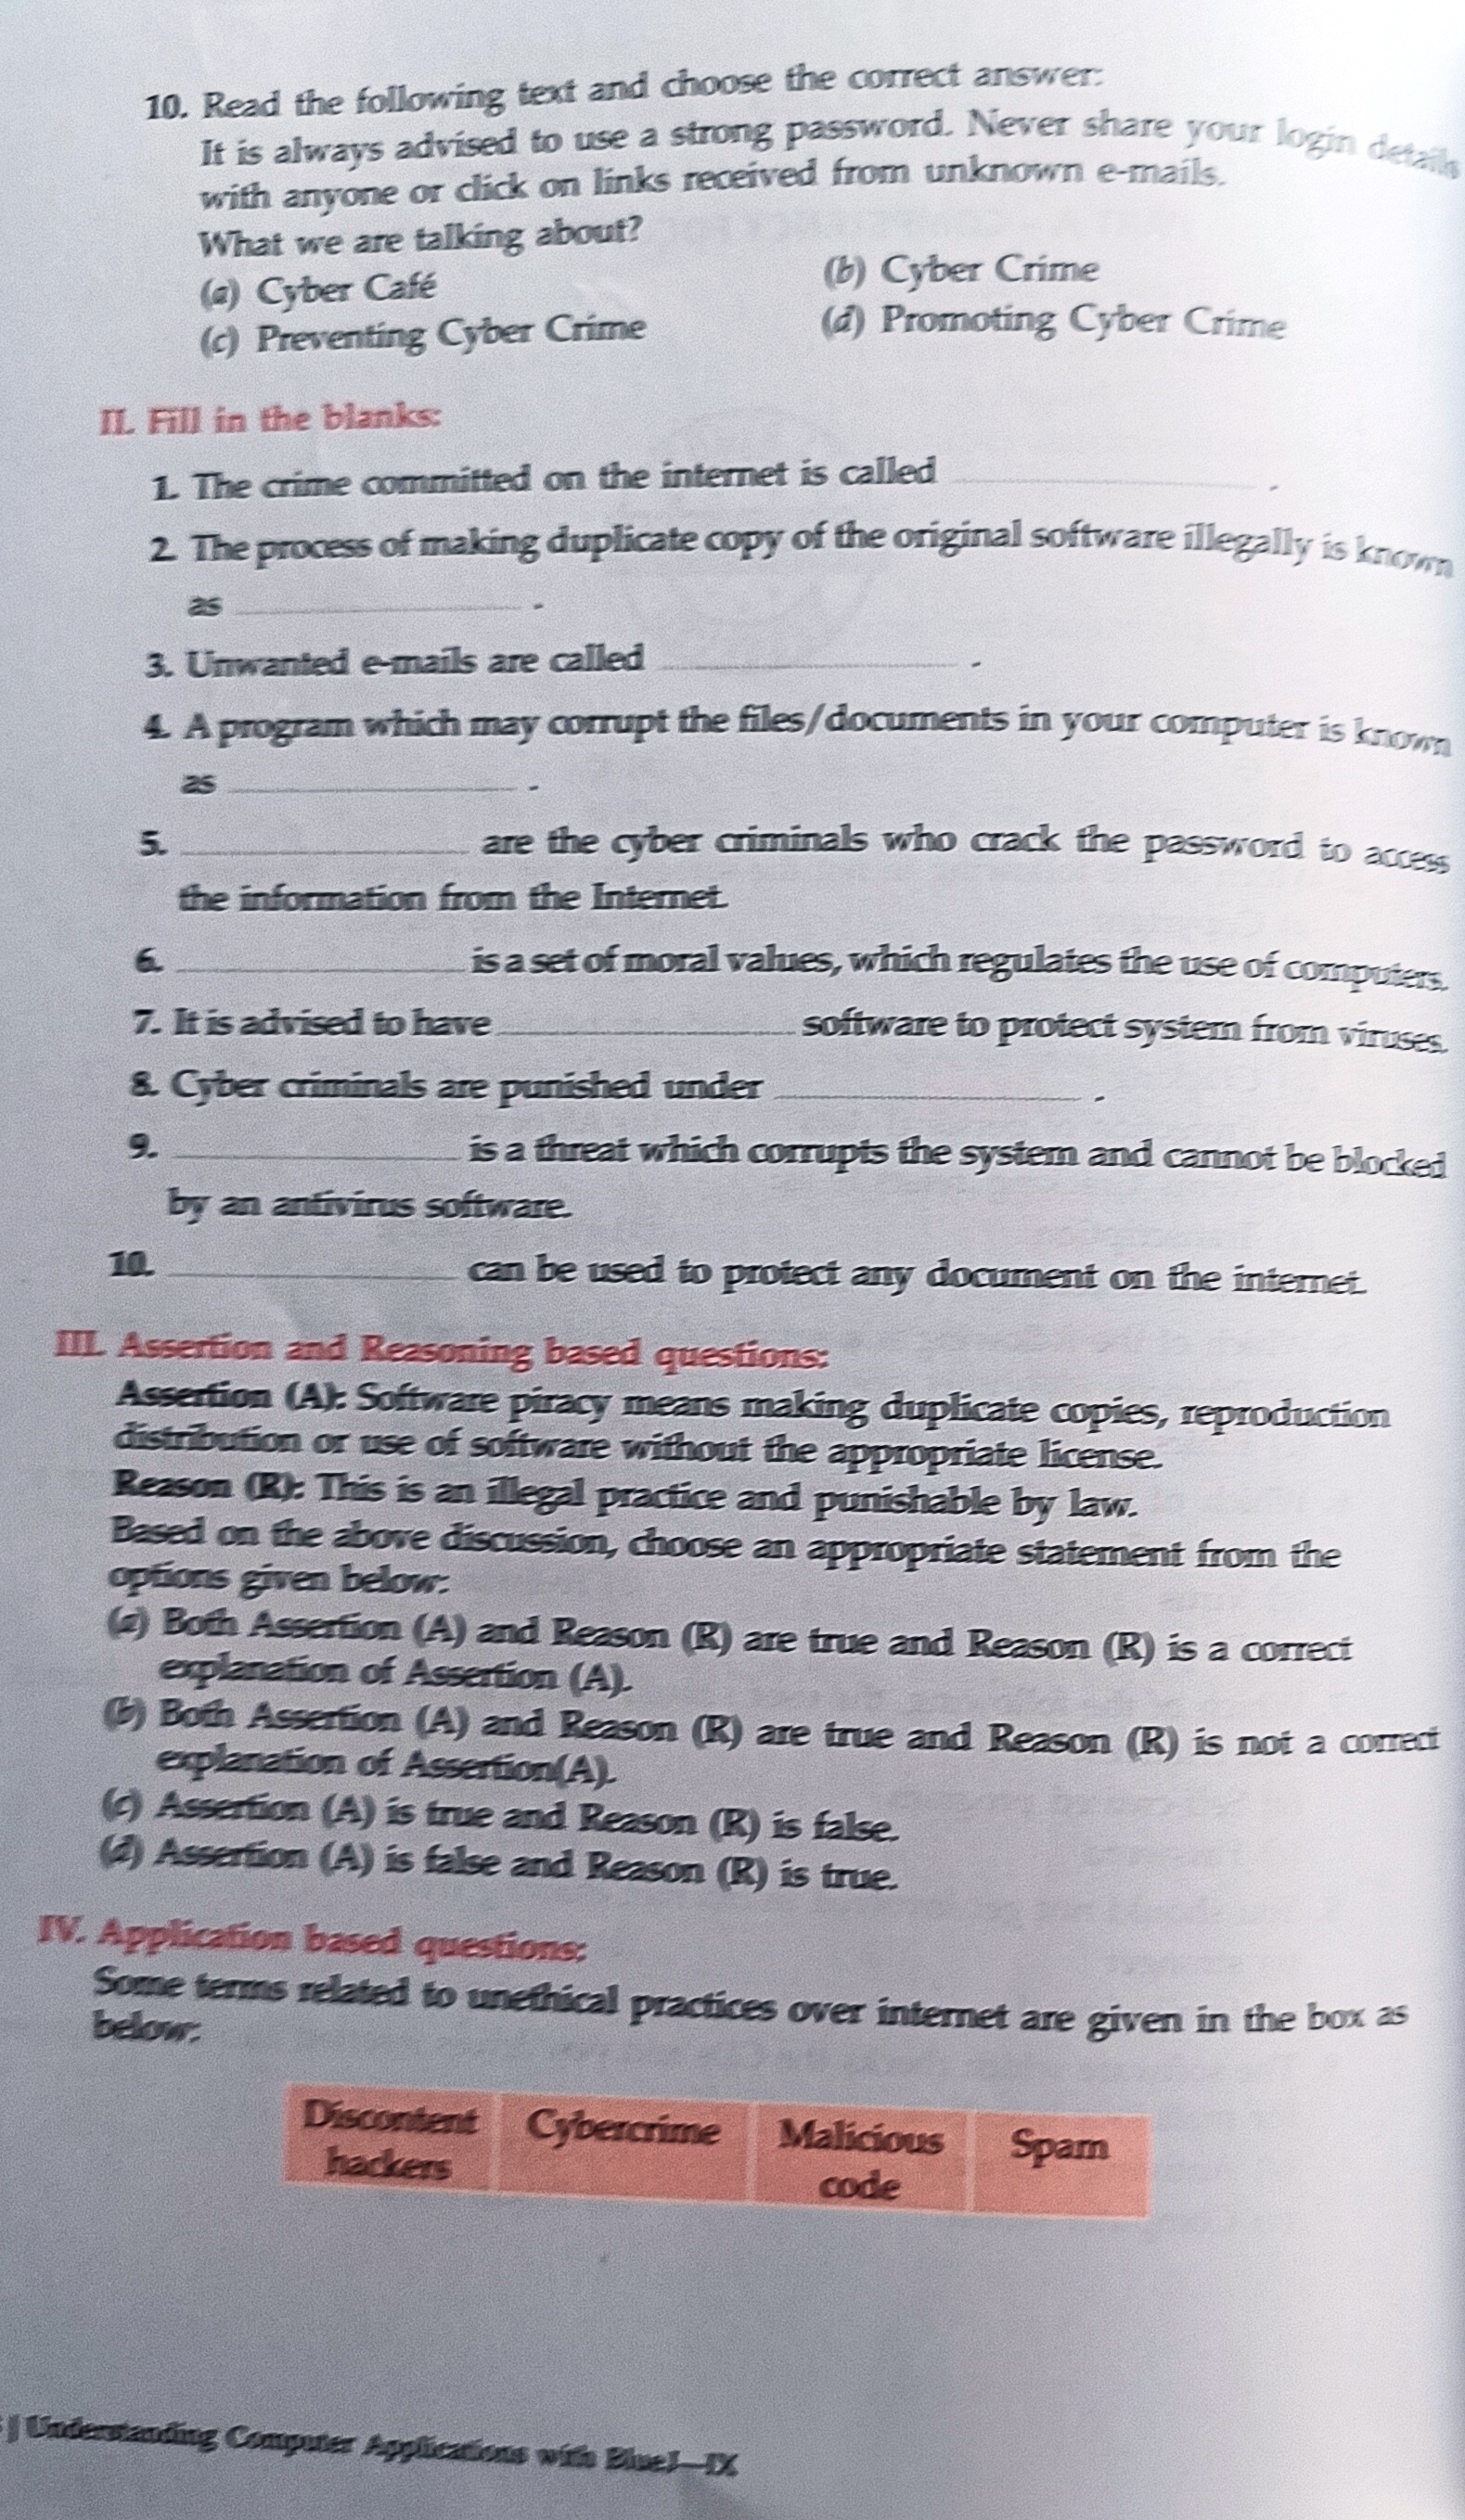 10. Read the following text and choose the correct answer:
It is always advised to use a strong password. Never share your login details
with anyone or click on links received from unknown e-mails.
What we are talking about?
(a) Cyber Café
(b) Cyber Crime
(c) Preventing Cyber Crime
(d) Promoting Cyber Crime
II. Fill in the blanks:
1. The crime committed on the internet is called ____________ .
2. The process of making duplicate copy of the original software illegally is known
as ____________ .
3. Unwanted e-mails are called ____________ .
4. A program which may corrupt the files/documents in your computer is known
as ____________ .
5. ____________ are the cyber criminals who crack the password to access
the information from the Internet.
6. ____________ is a set of moral values, which regulates the use of computers.
7. It is advised to have ____________ software to protect system from viruses.
8. Cyber criminals are punished under ____________ .
9. ____________ is a threat which corrupts the system and cannot be blocked
by an antivirus software.
10. ____________ can be used to protect any document on the internet.
III. Assertion and Reasoning based questions:
Assertion (A): Software piracy means making duplicate copies, reproduction
distribution or use of software without the appropriate license.
Reason (R): This is an illegal practice and punishable by law.
Based on the above discussion, choose an appropriate statement from the
options given below:
(a) Both Assertion (A) and Reason (R) are true and Reason (R) is a correct
explanation of Assertion (A).
(b) Both Assertion (A) and Reason (R) are true and Reason (R) is not a correct
explanation of Assertion(A).
(c) Assertion (A) is true and Reason (R) is false.
(d) Assertion (A) is false and Reason (R) is true.
IV. Application based questions:
Some terms related to unethical practices over internet are given in the box as
below:
Discontent
hackers
Cybercrime
Malicious
code
Spam
| Understanding Computer Applications with BlueJ—IX